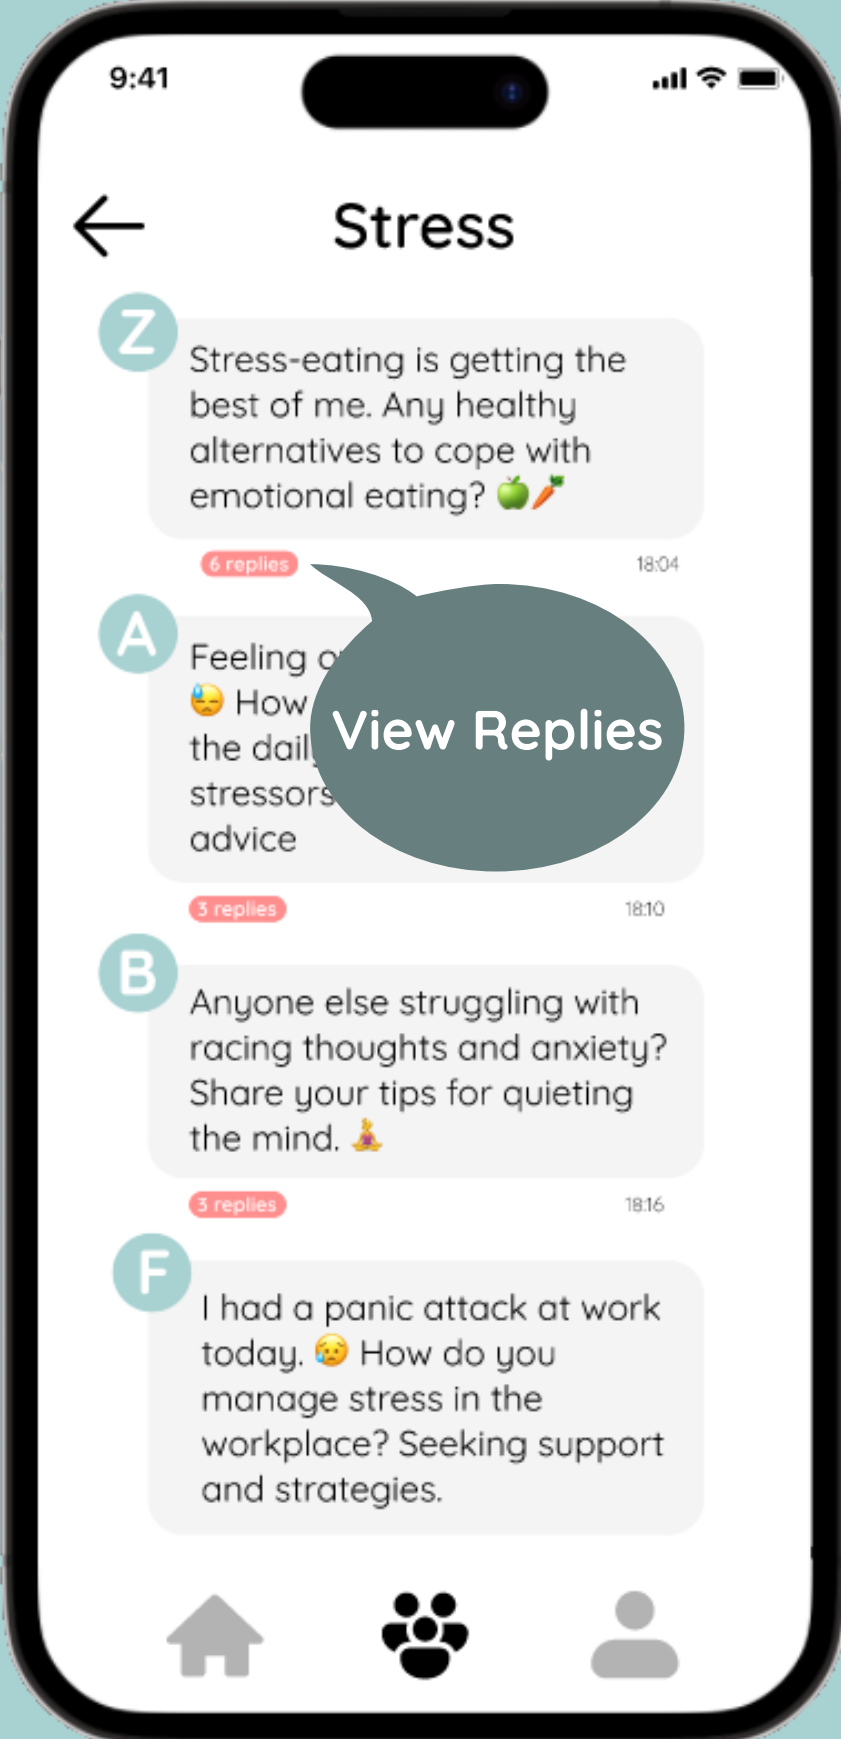 9:41
Stress
Z
Stress-eating is getting the
best of me. Any healthy
alternatives to cope with
emotional eating? 🍏🥕
6 replies
18:04
A
Feeling
😓 How
the
stressors
advice
View Replies
3 replies
18:10
B
Anyone else struggling with
racing thoughts and anxiety?
Share your tips for quieting
the mind. 🧘
3 replies
18:16
F
I had a panic attack at work
today. 😥 How do you
manage stress in the
workplace? Seeking support
and strategies.